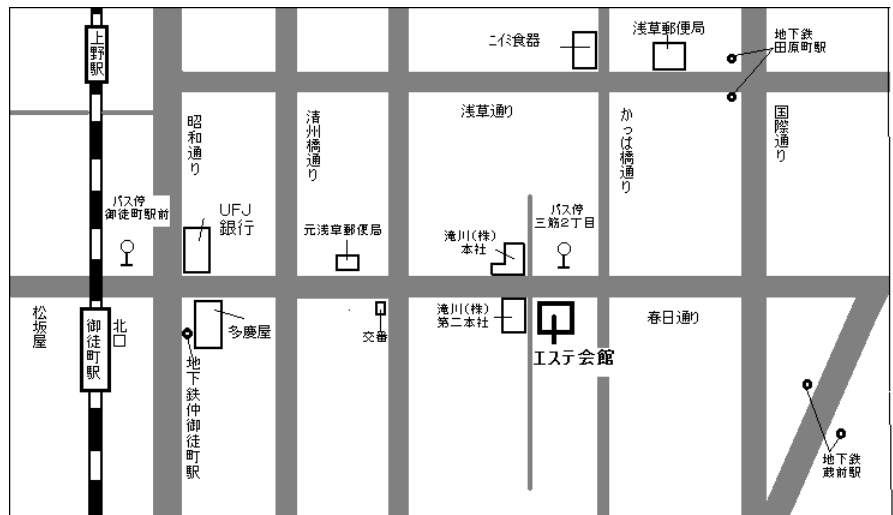 上野駅
ニイミ食器
浅草郵便局
地下鉄
田原町駅
昭和通り
清州橋通り
浅草通り
かっぱ橋通り
国際通り
バス停
御徒町駅前
UFJ
銀行
元浅草郵便局
滝川(株)
本社
バス停
三筋2丁目
松坂屋
御徒町駅
北口
多慶屋
地下鉄仲御徒町駅
交番
滝川(株)
第二本社
エステ会館
春日通り
地下鉄
蔵前駅